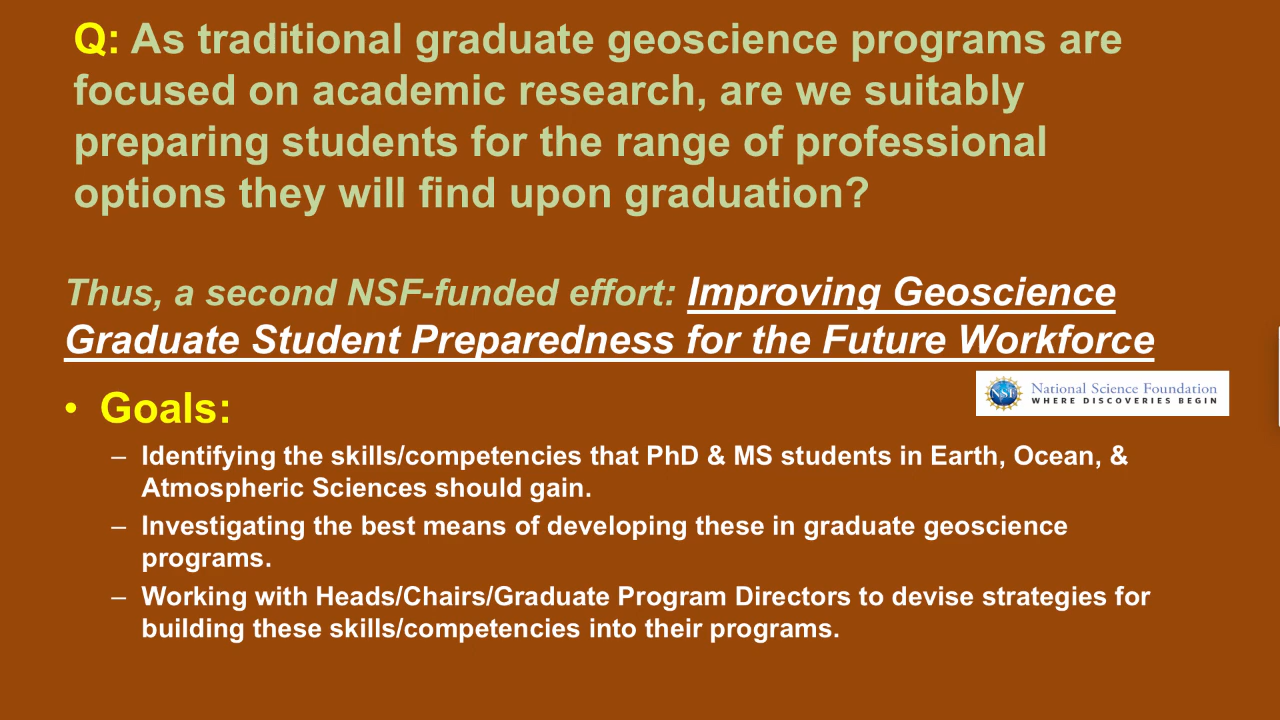 Q: As traditional graduate geoscience programs are
focused on academic research, are we suitably
preparing students for the range of professional
options they will find upon graduation?
Thus, a second NSF-funded effort: Improving Geoscience
Graduate Student Preparedness for the Future Workforce
• Goals:
NSF
National Science Foundation
WHERE DISCOVERIES BEGIN
– Identifying the skills/competencies that PhD & MS students in Earth, Ocean, &
Atmospheric Sciences should gain.
– Investigating the best means of developing these in graduate geoscience
programs.
– Working with Heads/Chairs/Graduate Program Directors to devise strategies for
building these skills/competencies into their programs.